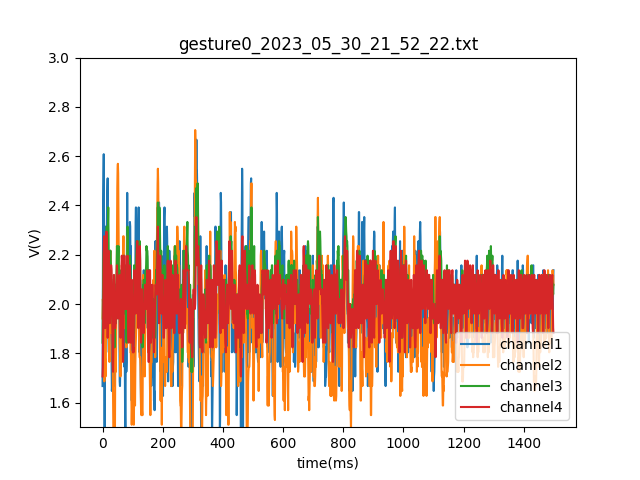 gesture0_2023_05_30_21_52_22.txt
3.0
2.8
2.6
2.4
2.2
2.0
1.8
1.6
V(V)
channel1
channel2
channel3
channel4
0 200 400 600 800 1000 1200 1400
time(ms)